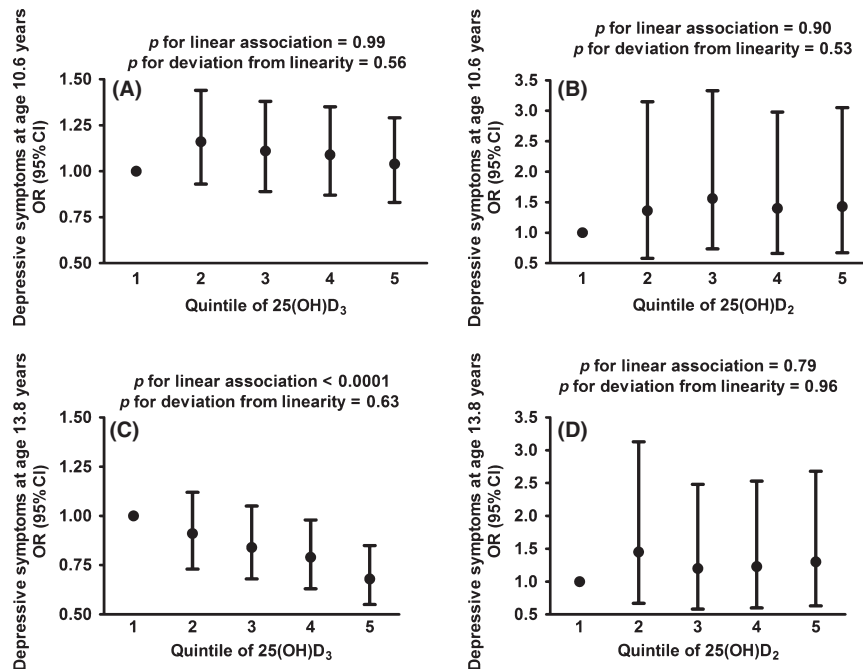 p for linear association = 0.99
p for deviation from linearity = 0.56
(A)
Depressive symptoms at age 10.6 years
OR (95% CI)
1.50
1.25
1.00
0.75
0.50
1 2 3 4 5
Quintile of 25(OH)D₃
p for linear association = 0.90
p for deviation from linearity = 0.53
(B)
Depressive symptoms at age 10.6 years
OR (95% CI)
3.5
3.0
2.5
2.0
1.5
1.0
0.5
1 2 3 4 5
Quintile of 25(OH)D₂
p for linear association < 0.0001
p for deviation from linearity = 0.63
(C)
Depressive symptoms at age 13.8 years
OR (95% CI)
1.50
1.25
1.00
0.75
0.50
1 2 3 4 5
Quintile of 25(OH)D₃
p for linear association = 0.79
p for deviation from linearity = 0.96
(D)
Depressive symptoms at age 13.8 years
OR (95% CI)
3.5
3.0
2.5
2.0
1.5
1.0
0.5
1 2 3 4 5
Quintile of 25(OH)D₂